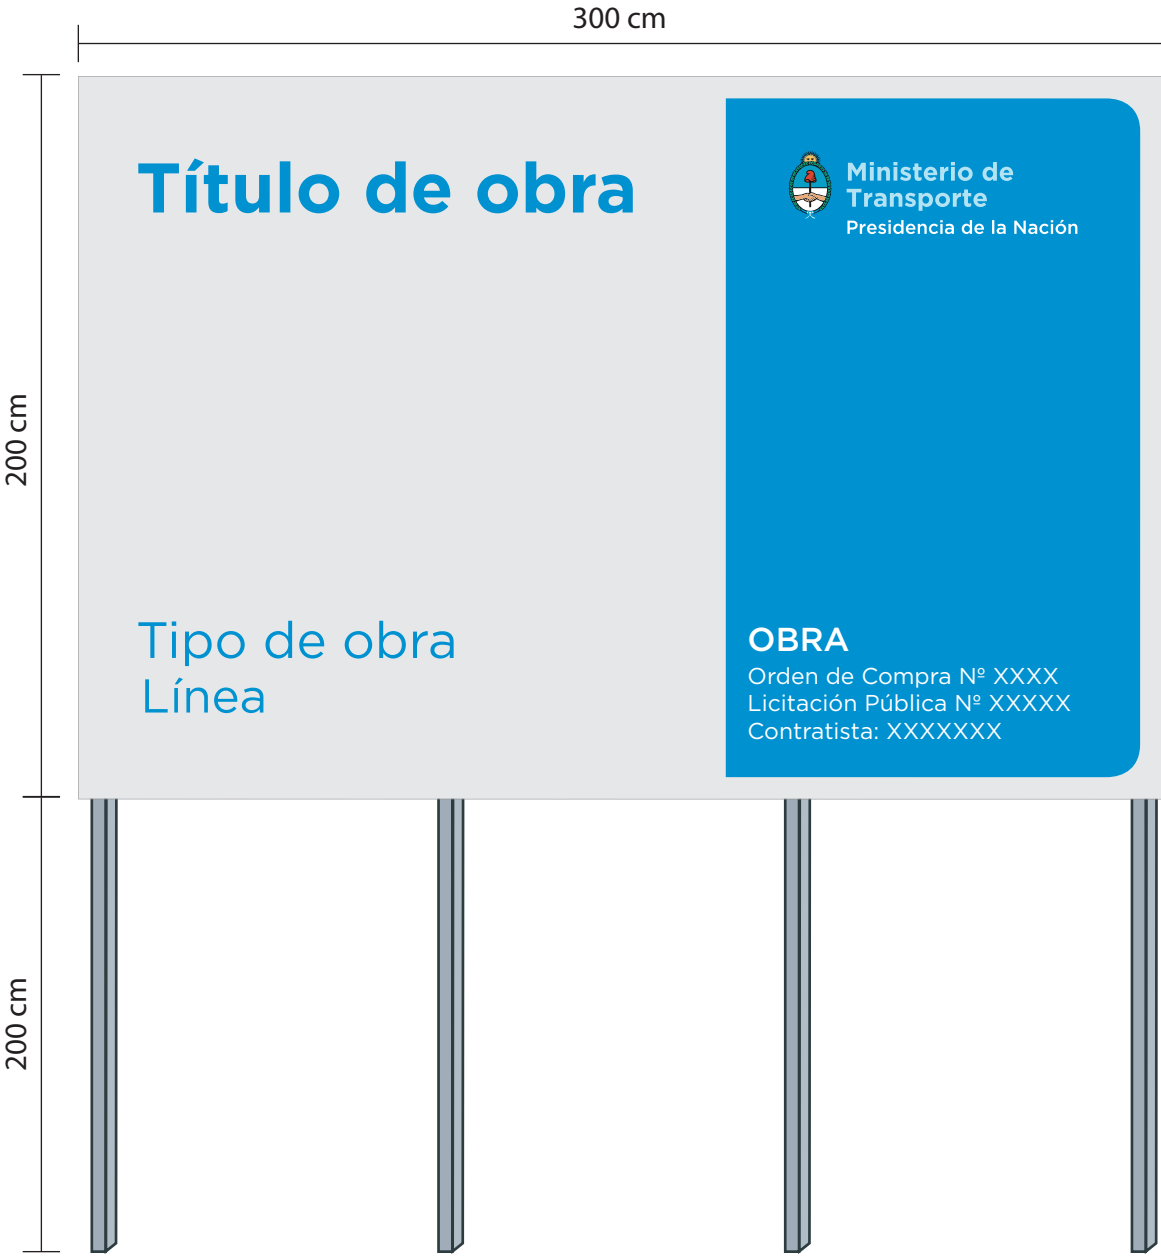 300 cm
200 cm
Título de obra
Ministerio de
Transporte
Presidencia de la Nación
Tipo de obra
Línea
OBRA
Orden de Compra Nº XXXX
Licitación Pública Nº XXXXX
Contratista: XXXXXXX
200 cm